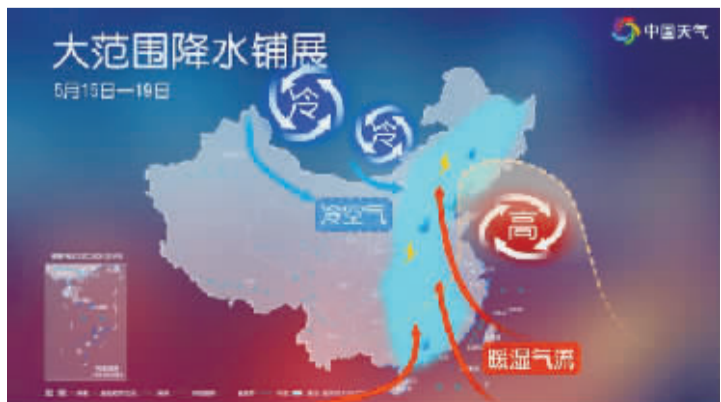 中国天气
大范围降水铺展
5月15日—19日
冷
冷
冷空气
高
暖湿气流